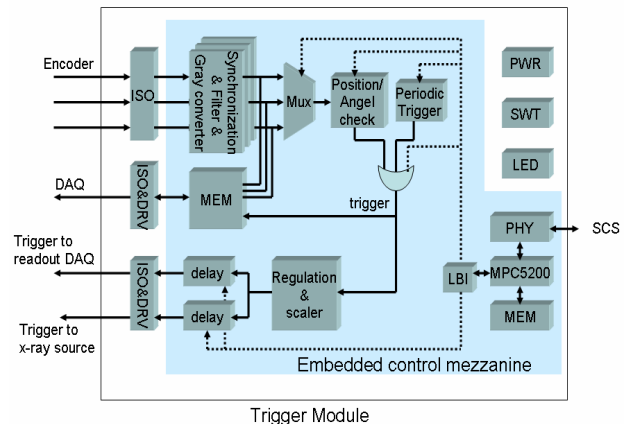 Encoder
ISO
Synchronization
& Filter &
Gray converter
Mux
Position/
Angel
check
Periodic
Trigger
PWR
SWT
LED
DAQ
ISO&DRV
MEM
trigger
PHY
SCS
LBI
MPC5200
MEM
Trigger to
readout DAQ
ISO&DRV
delay
delay
Regulation
&
scaler
Trigger to
x-ray source
Embedded control mezzanine
Trigger Module